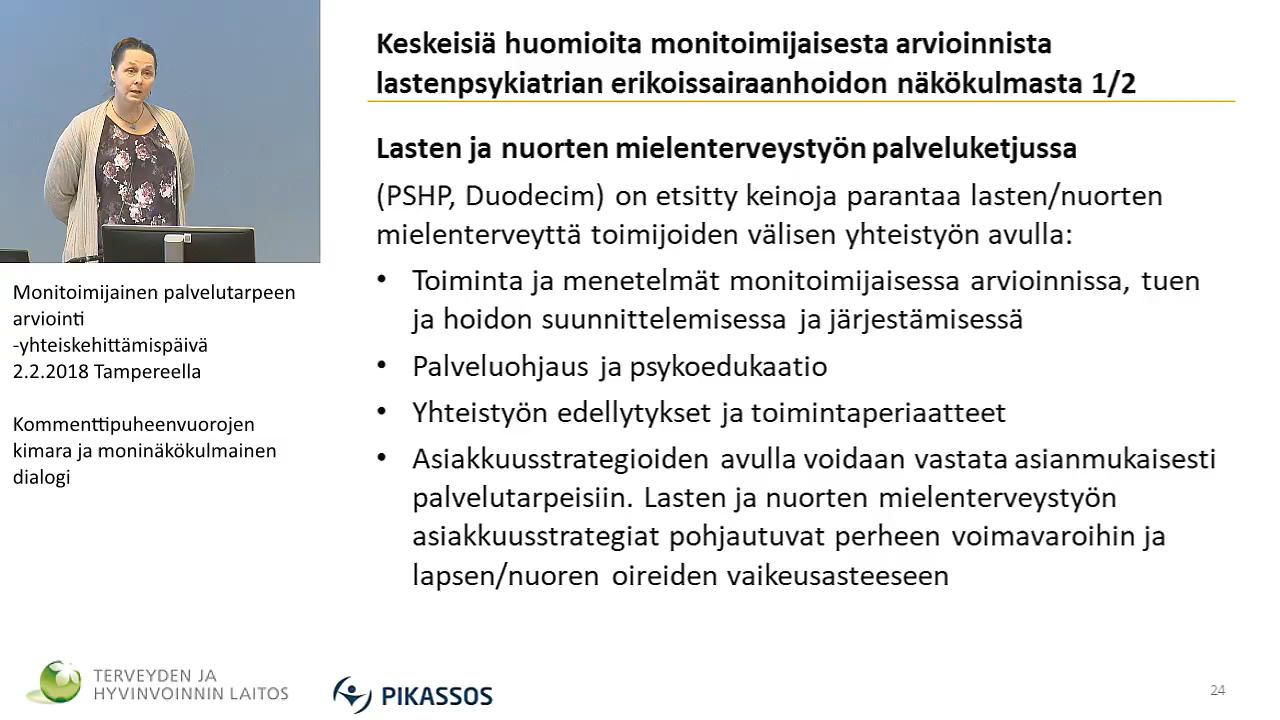 Keskeisiä huomioita monitoimijaisesta arvioinnista
lastenpsykiatrian erikoissairaanhoidon näkökulmasta 1/2
Lasten ja nuorten mielenterveystyön palveluketjussa
(PSHP, Duodecim) on etsitty keinoja parantaa lasten/nuorten
mielenterveyttä toimijoiden välisen yhteistyön avulla:
• Toiminta ja menetelmät monitoimijaisessa arvioinnissa, tuen
ja hoidon suunnittelemisessa ja järjestämisessä
• Palveluohjaus ja psykoedukaatio
• Yhteistyön edellytykset ja toimintaperiaatteet
• Asiakkuusstrategioiden avulla voidaan vastata asianmukaisesti
palvelutarpeisiin. Lasten ja nuorten mielenterveystyön
asiakkuusstrategiat pohjautuvat perheen voimavaroihin ja
lapsen/nuoren oireiden vaikeusasteeseen
Monitoimijainen palvelutarpeen
arviointi
-yhteiskehittämispäivä
2.2.2018 Tampereella
Kommenttipuheenvuorojen
kimara ja moninäkökulmainen
dialogi
TERVEYDEN JA
HYVINVOINNIN LAITOS
PIKASSOS
24